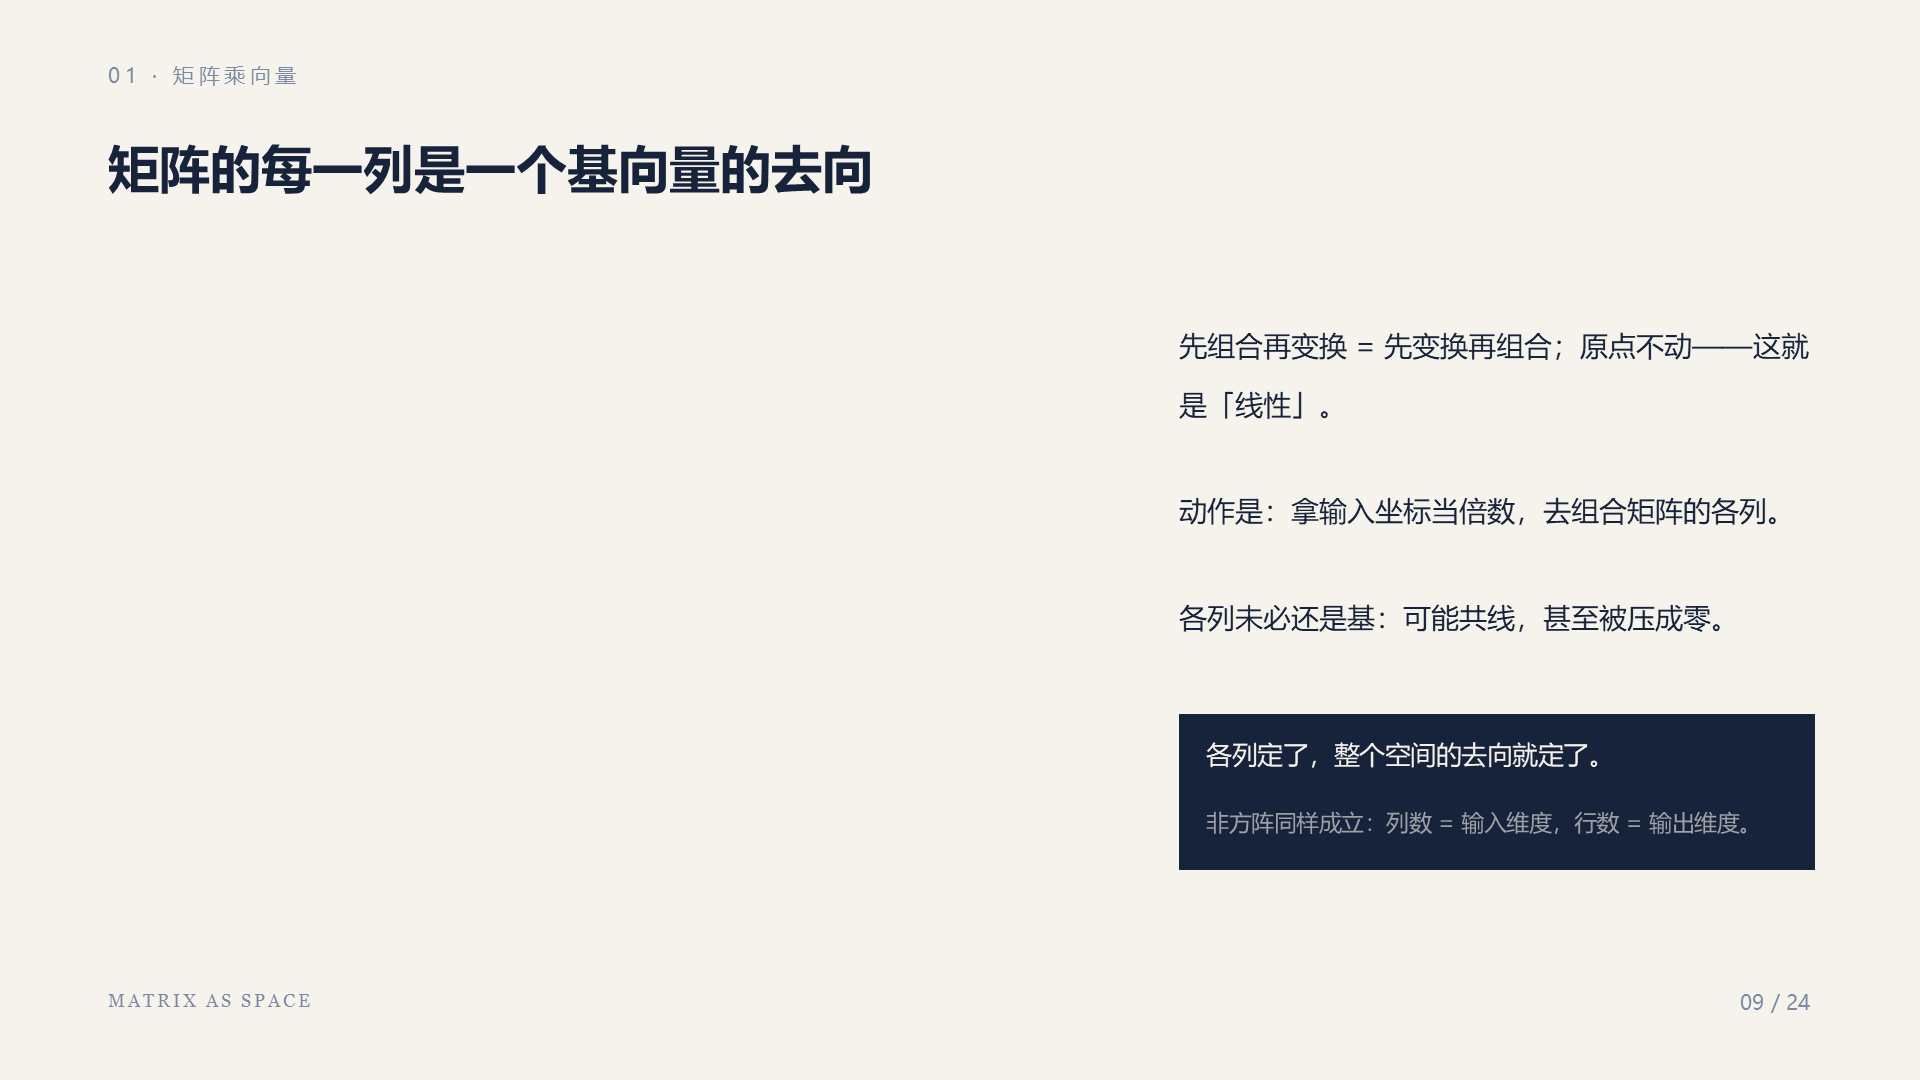 01 · 矩阵乘向量
矩阵的每一列是一个基向量的去向
先组合再变换 = 先变换再组合；原点不动——这就
是「线性」。
动作是：拿输入坐标当倍数，去组合矩阵的各列。
各列未必还是基：可能共线，甚至被压成零。
各列定了，整个空间的去向就定了。
非方阵同样成立：列数 = 输入维度，行数 = 输出维度。
MATRIX AS SPACE
09 / 24